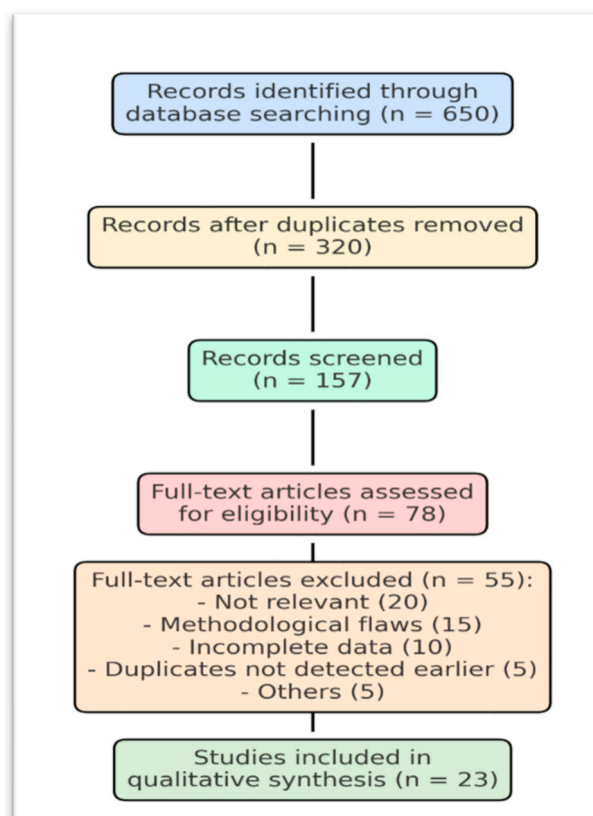 Records identified through
database searching (n = 650)
Records after duplicates removed
(n = 320)
Records screened
(n = 157)
Full-text articles assessed
for eligibility (n = 78)
Full-text articles excluded (n = 55):
- Not relevant (20)
- Methodological flaws (15)
- Incomplete data (10)
- Duplicates not detected earlier (5)
- Others (5)
Studies included in
qualitative synthesis (n = 23)